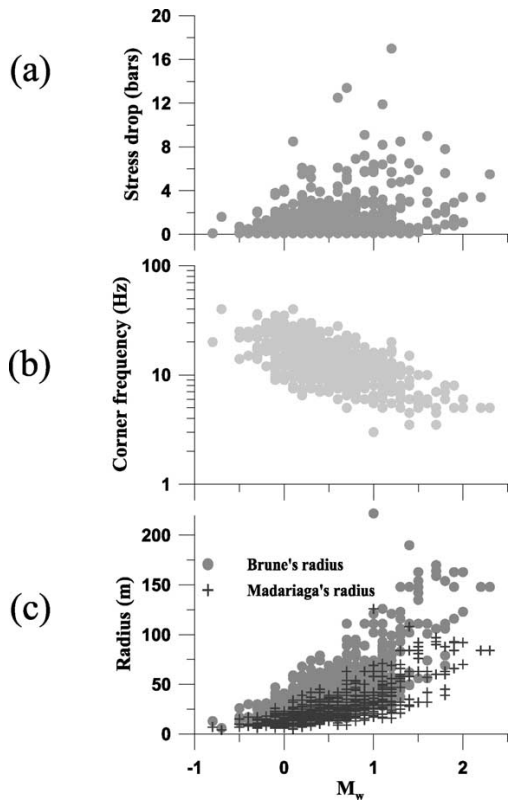 (a)
Stress drop (bars)
20
16
12
8
4
0
(b)
Corner frequency (Hz)
100
10
1
(c)
Radius (m)
200
150
100
50
0
Brune's radius
Madariaga's radius
-1
0
1
2
Mw